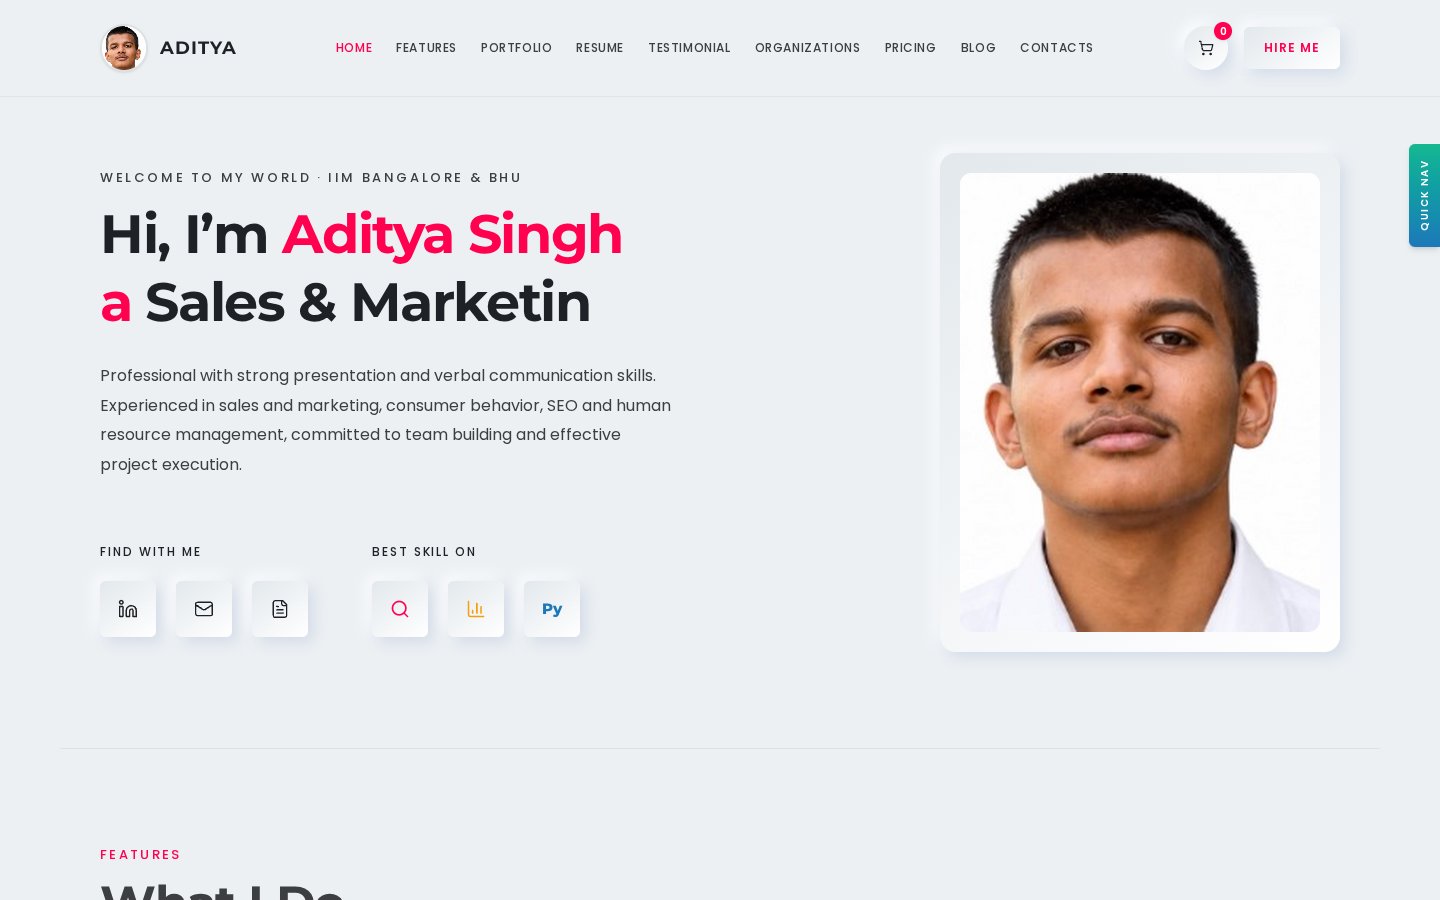 ADITYA
HOME FEATURES PORTFOLIO RESUME TESTIMONIAL ORGANIZATIONS PRICING BLOG CONTACTS
0
HIRE ME
QUICK NAV
WELCOME TO MY WORLD · IIM BANGALORE & BHU
Hi, I’m Aditya Singh
a Sales & Marketin
Professional with strong presentation and verbal communication skills.
Experienced in sales and marketing, consumer behavior, SEO and human
resource management, committed to team building and effective
project execution.
FIND WITH ME
BEST SKILL ON
in
Py
FEATURES
What I Do